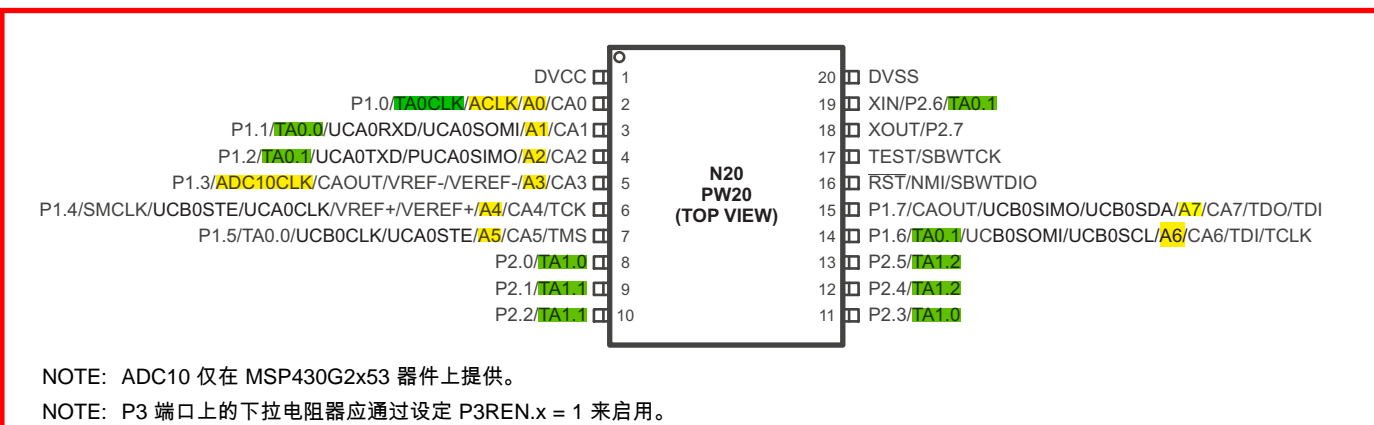 DVCC 1 20 DVSS
P1.0/TA0CLK/ACLK/A0/CA0 2 19 XIN/P2.6/TA0.1
P1.1/TA0.0/UCA0RXD/UCA0SOMI/A1/CA1 3 18 XOUT/P2.7
P1.2/TA0.1/UCA0TXD/PUCA0SIMO/A2/CA2 4 17 TEST/SBWTCK
P1.3/ADC10CLK/CAOUT/VREF-/VEREF-/A3/CA3 5 16 RST/NMI/SBWTDIO
P1.4/SMCLK/UCB0STE/UCA0CLK/VREF+/VEREF+/A4/CA4/TCK 6 15 P1.7/CAOUT/UCB0SIMO/UCB0SDA/A7/CA7/TDO/TDI
P1.5/TA0.0/UCB0CLK/UCA0STE/A5/CA5/TMS 7 14 P1.6/TA0.1/UCB0SOMI/UCB0SCL/A6/CA6/TDI/TCLK
P2.0/TA1.0 8 13 P2.5/TA1.2
P2.1/TA1.1 9 12 P2.4/TA1.2
P2.2/TA1.1 10 11 P2.3/TA1.0
N20
PW20
(TOP VIEW)
NOTE: ADC10 仅在 MSP430G2x53 器件上提供。
NOTE: P3 端口上的下拉电阻器应通过设定 P3REN.x = 1 来启用。